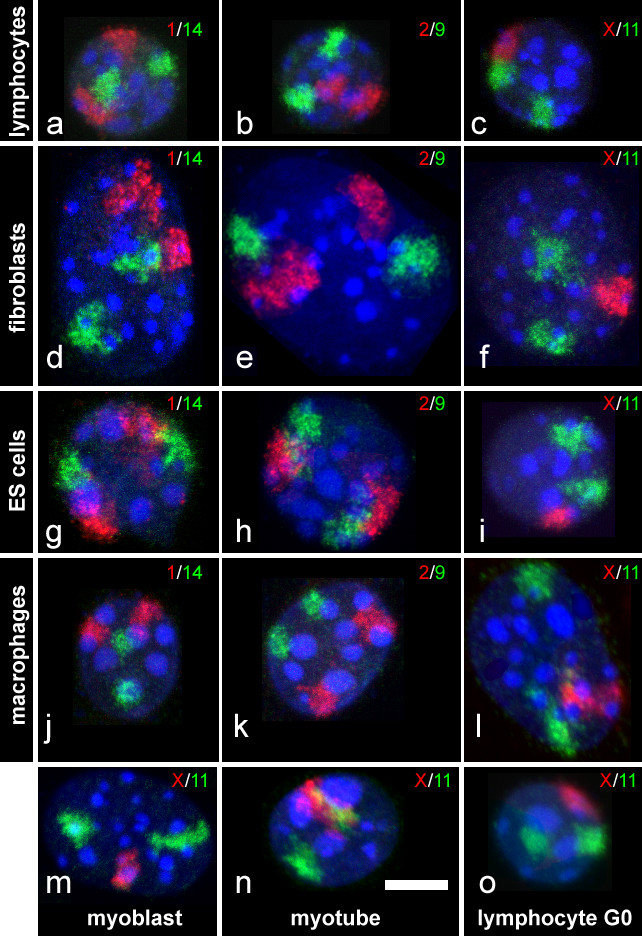 lymphocytes
1/14
2/9
X/11
a
b
c
fibroblasts
1/14
2/9
X/11
d
e
f
ES cells
1/14
2/9
X/11
g
h
i
macrophages
1/14
2/9
X/11
j
k
l
X/11
X/11
X/11
m
n
o
myoblast
myotube
lymphocyte G0